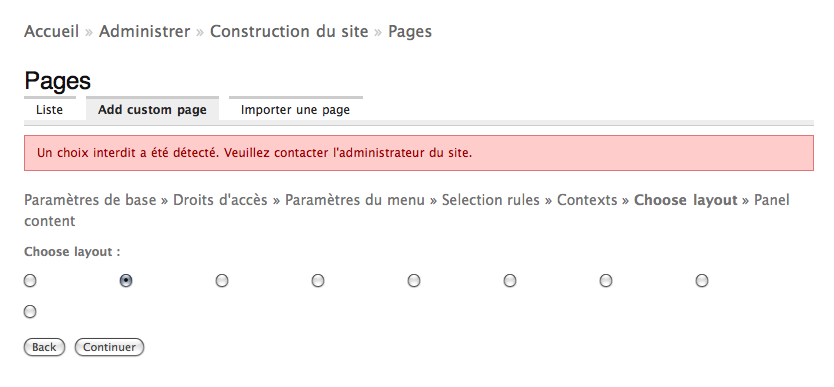 Accueil » Administrer » Construction du site » Pages
Pages
Liste Add custom page Importer une page
Un choix interdit a été détecté. Veuillez contacter l'administrateur du site.
Paramètres de base » Droits d'accès » Paramètres du menu » Selection rules » Contexts » Choose layout » Panel
content
Choose layout :
Back Continuer